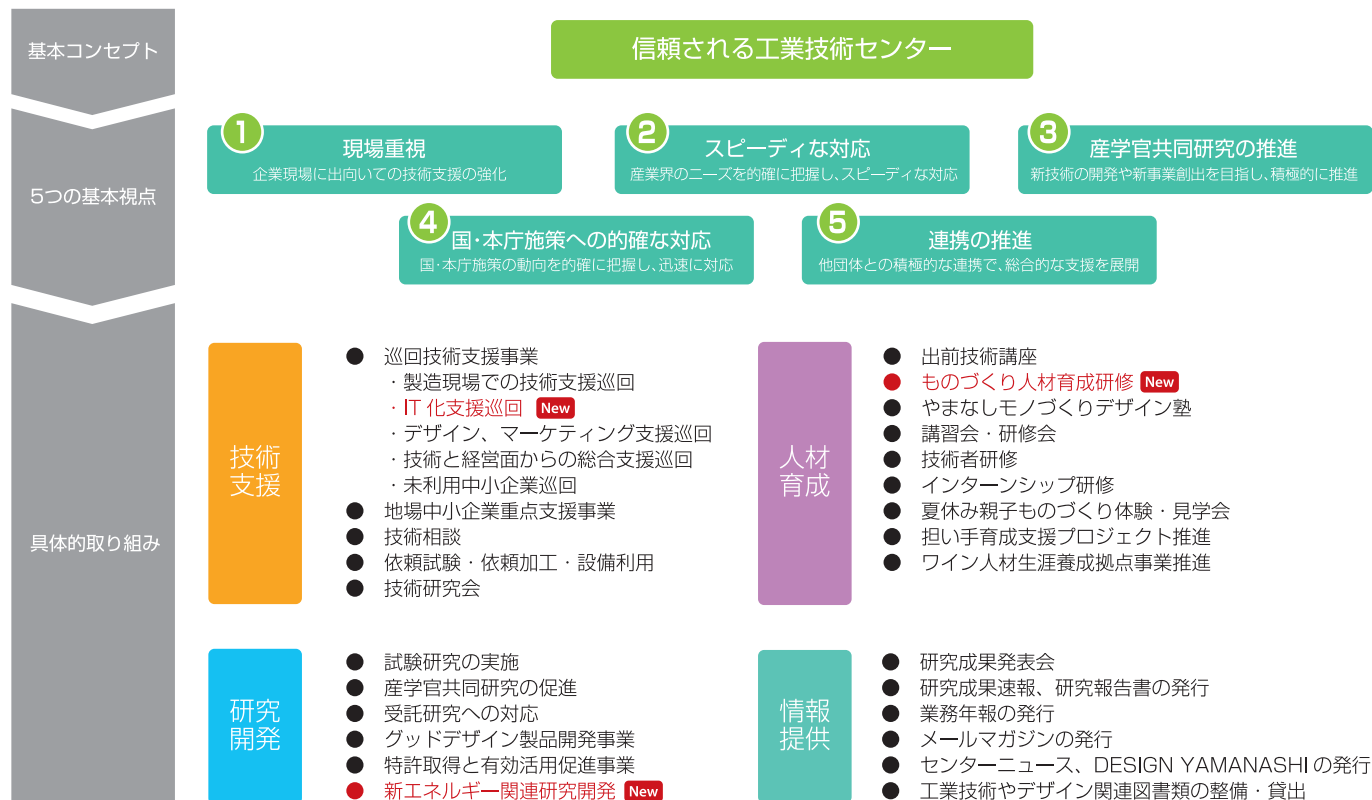 基本コンセプト
信頼される工業技術センター
5つの基本視点
1
現場重視
企業現場に出向いての技術支援の強化
2
スピーディな対応
産業界のニーズを的確に把握し、スピーディな対応
3
産学官共同研究の推進
新技術の開発や新事業創出を目指し、積極的に推進
4
国・本庁施策への的確な対応
国・本庁施策の動向を的確に把握し、迅速に対応
5
連携の推進
他団体との積極的な連携で、総合的な支援を展開
具体的取り組み
技術
支援
● 巡回技術支援事業
・製造現場での技術支援巡回
・IT 化支援巡回 New
・デザイン、マーケティング支援巡回
・技術と経営面からの総合支援巡回
・未利用中小企業巡回
● 地場中小企業重点支援事業
● 技術相談
● 依頼試験・依頼加工・設備利用
● 技術研究会
人材
育成
● 出前技術講座
● ものづくり人材育成研修 New
● やまなしモノづくりデザイン塾
● 講習会・研修会
● 技術者研修
● インターンシップ研修
● 夏休み親子ものづくり体験・見学会
● 担い手育成支援プロジェクト推進
● ワイン人材生涯養成拠点事業推進
研究
開発
● 試験研究の実施
● 産学官共同研究の促進
● 受託研究への対応
● グッドデザイン製品開発事業
● 特許取得と有効活用促進事業
● 新エネルギー関連研究開発 New
情報
提供
● 研究成果発表会
● 研究成果速報、研究報告書の発行
● 業務年報の発行
● メールマガジンの発行
● センターニュース、DESIGN YAMANASHI の発行
● 工業技術やデザイン関連図書類の整備・貸出